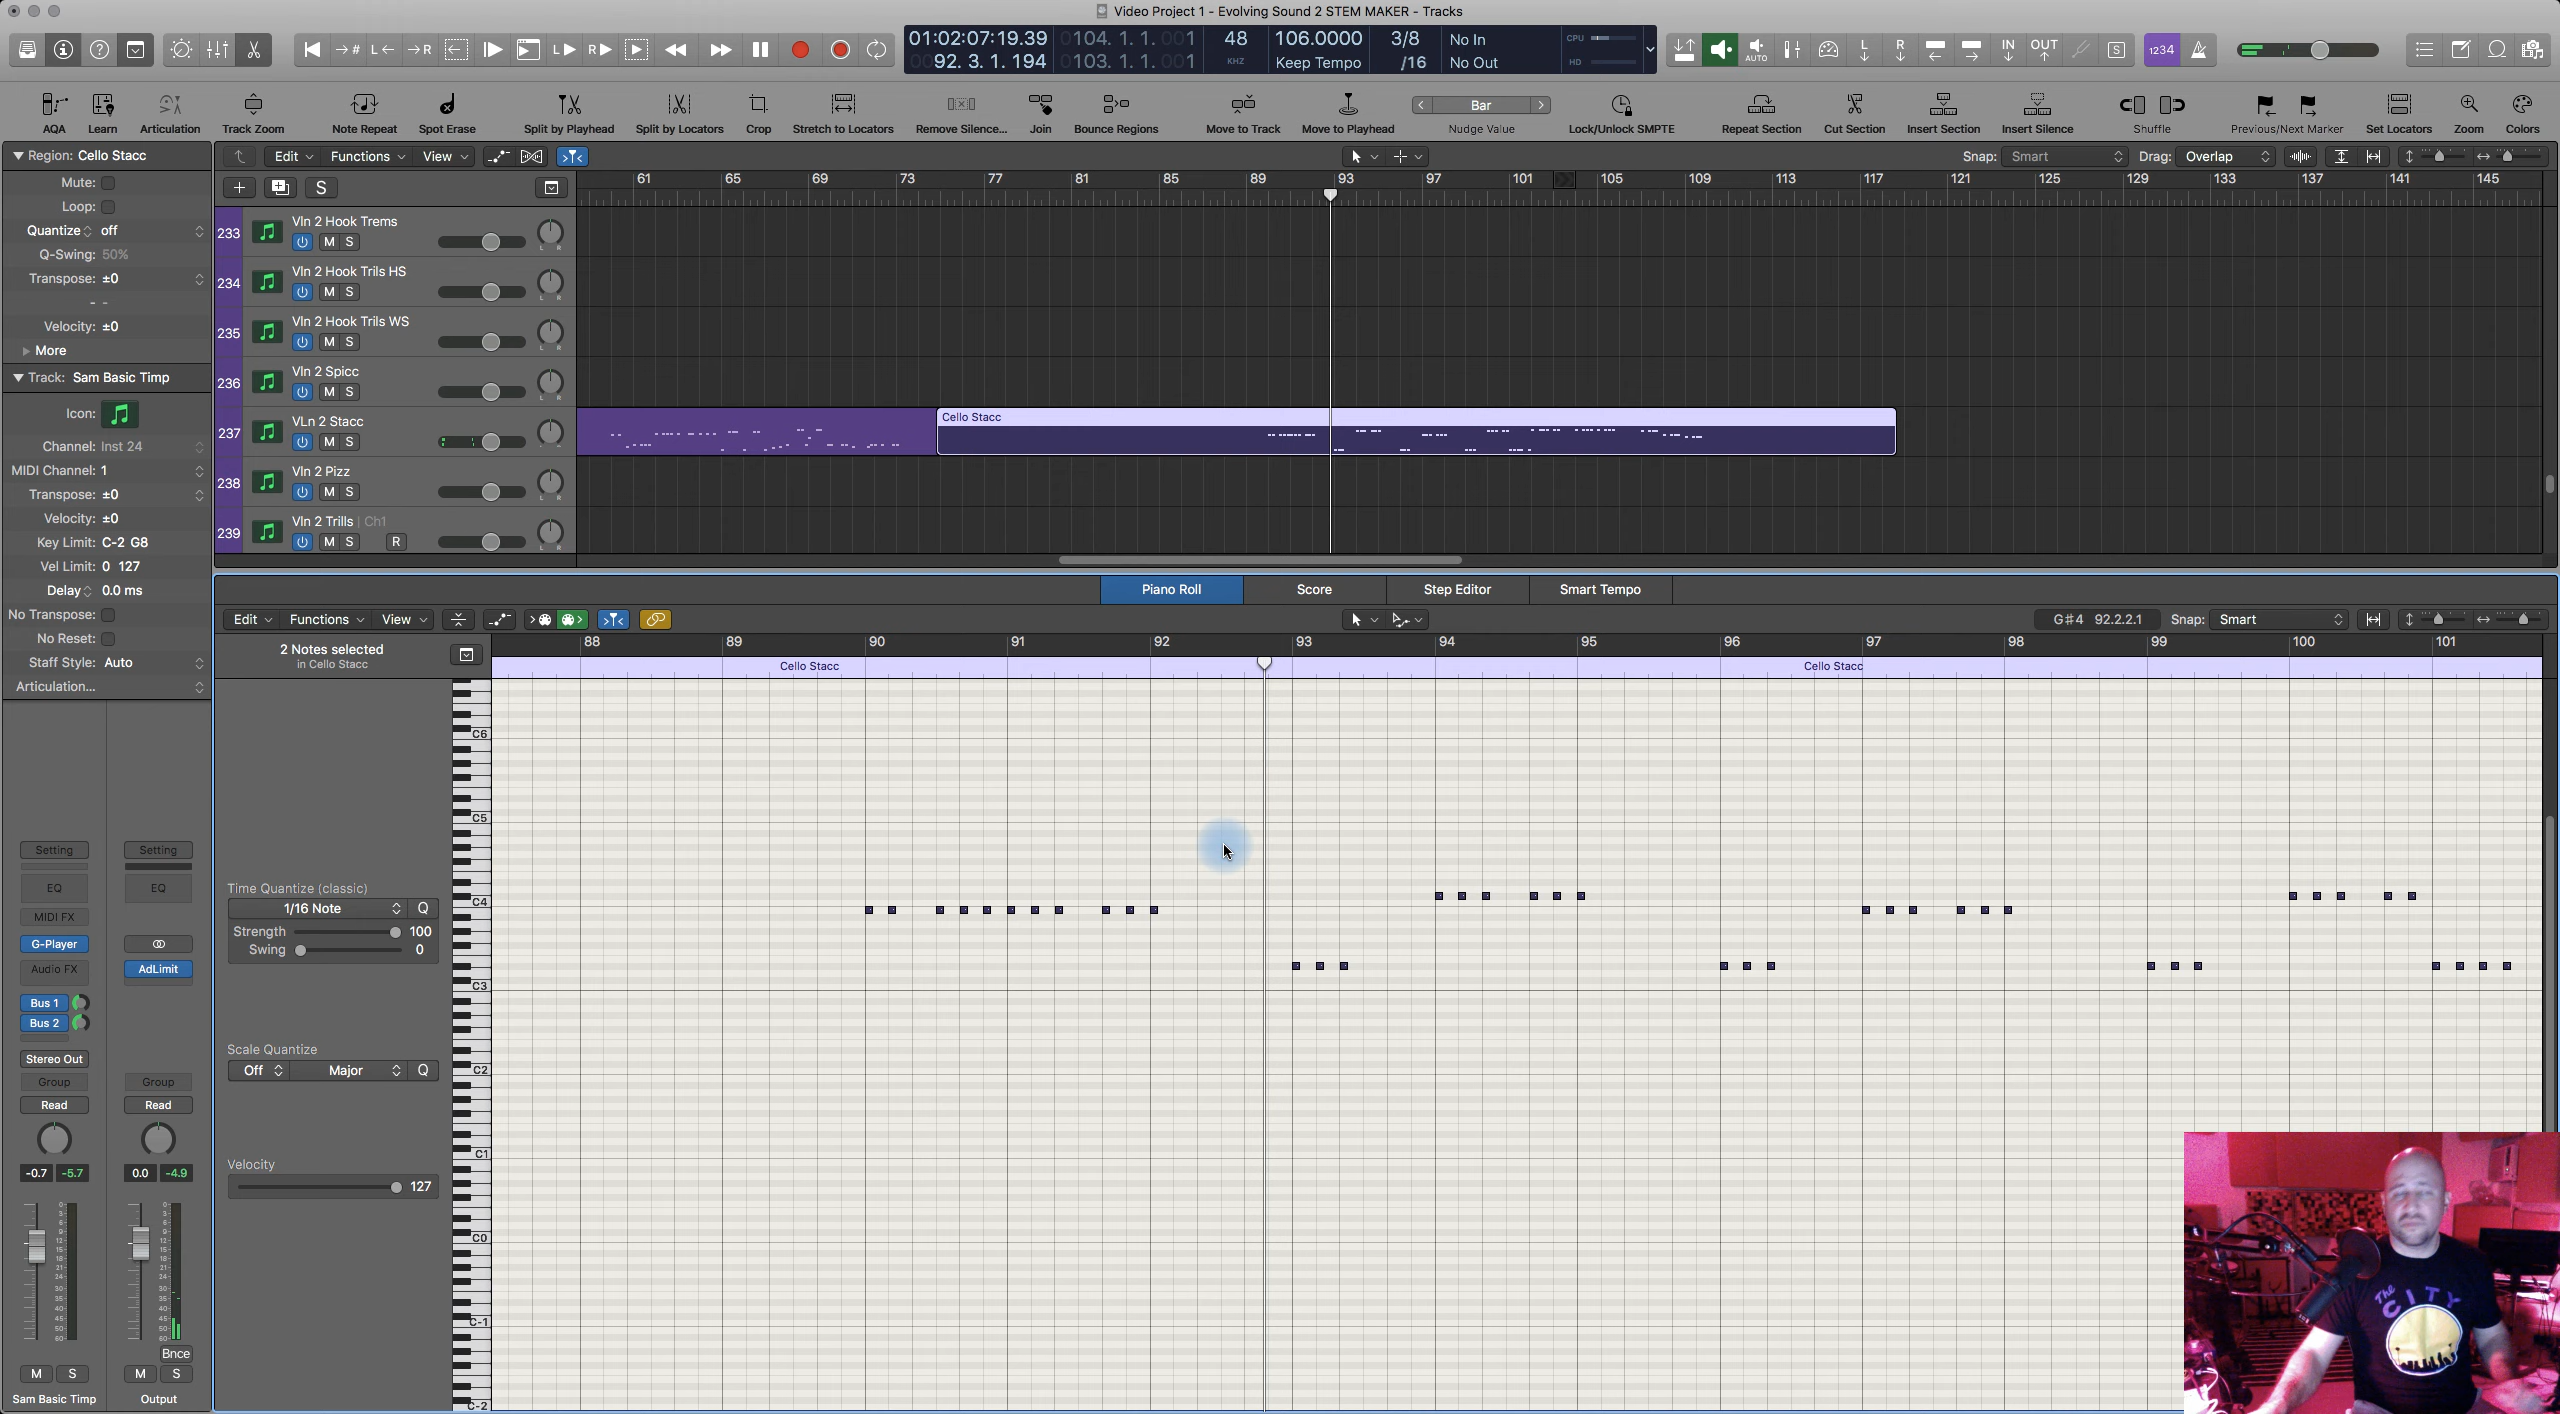 Video Project 1 - Evolving Sound 2 STEM MAKER - Tracks
01:02:07:19.39
0104. 1. 1. 001
48
106.0000
3/8
No In
CPU
0092. 3. 1. 194
0103. 1. 1. 001
KHZ
Keep Tempo
/16
No Out
HD
AUTO
L
R
IN
OUT
S
1234
AQA
Learn
Articulation
Track Zoom
Note Repeat
Spot Erase
Split by Playhead
Split by Locators
Crop
Stretch to Locators
Remove Silence...
Join
Bounce Regions
Move to Track
Move to Playhead
Bar
Nudge Value
Lock/Unlock SMPTE
Repeat Section
Cut Section
Insert Section
Insert Silence
Shuffle
Previous/Next Marker
Set Locators
Zoom
Colors
Region: Cello Stacc
Mute:
Loop:
Quantize off
Q-Swing: 50%
Transpose: ±0
- -
Velocity: ±0
More
Track: Sam Basic Timp
Icon:
Channel: Inst 24
MIDI Channel: 1
Transpose: ±0
Velocity: ±0
Key Limit: C-2 G8
Vel Limit: 0 127
Delay 0.0 ms
No Transpose:
No Reset:
Staff Style: Auto
Articulation...
Edit Functions View
Snap: Smart
Drag: Overlap
S
61 65 69 73 77 81 85 89 93 97 101 105 109 113 117 121 125 129 133 137 141 145
233 Vln 2 Hook Trems
M S
234 Vln 2 Hook Trils HS
M S
235 Vln 2 Hook Trils WS
M S
236 Vln 2 Spicc
M S
237 VLn 2 Stacc
M S
Cello Stacc
238 Vln 2 Pizz
M S
239 Vln 2 Trills | Ch1
M S R
Piano Roll
Score
Step Editor
Smart Tempo
Edit Functions View
G#4 92.2.2.1
Snap: Smart
2 Notes selected
in Cello Stacc
88 89 90 91 92 93 94 95 96 97 98 99 100 101
Cello Stacc
Cello Stacc
Time Quantize (classic)
1/16 Note Q
Strength 100
Swing 0
Scale Quantize
Off Major Q
Velocity
127
C6
C5
C4
C3
C2
C1
C0
C-1
C-2
Setting Setting
EQ EQ
MIDI FX
G-Player
Audio FX AdLimit
Bus 1
Bus 2
Stereo Out
Group Group
Read Read
-0.7 -5.7 0.0 -4.9
Bnce
M S M S
Sam Basic Timp Output
The
CITY